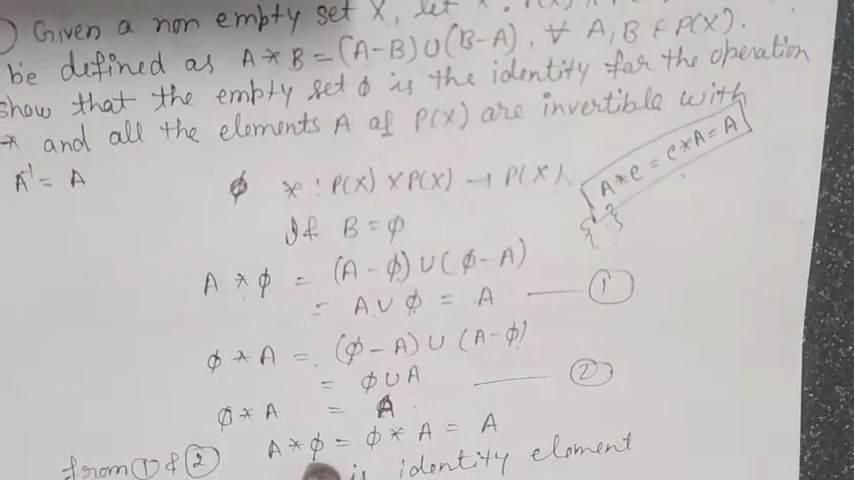 ) Given a non empty set X, let * : P(X) X
be defined as A * B = (A-B) ∪ (B-A), ∀ A, B ∈ P(X).
show that the empty set ϕ is the identity for the operation
* and all the elements A of P(X) are invertible with
A⁻¹ = A
ϕ * : P(X) X P(X) → P(X)
A * e = e * A = A
{ }
If B = ϕ
A * ϕ = (A - ϕ) ∪ (ϕ - A)
= A ∪ ϕ = A — ①
ϕ * A = (ϕ - A) ∪ (A - ϕ)
= ϕ ∪ A — ②
ϕ * A = A
from ① & ② A * ϕ = ϕ * A = A
is identity element